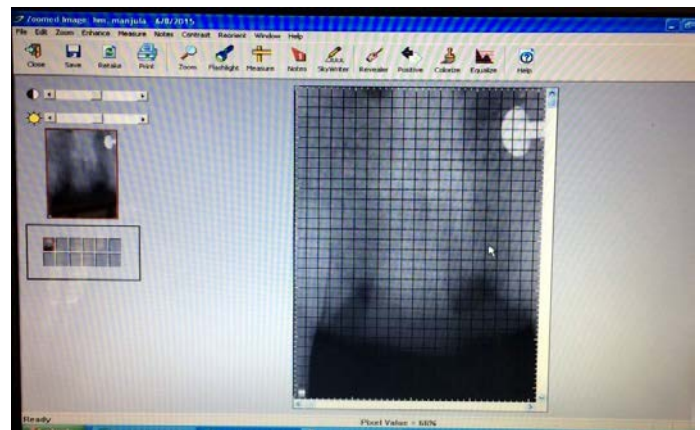 Zoomed Image: hm, manjula 6/8/2015
File Edit Zoom Enhance Measure Notes Contrast Reorient Window Help
Close Save Retake Print Zoom Flashlight Measure Notes SkyWriter Revealer Positive Colorize Equalize Help
Ready Pixel Value = 66%